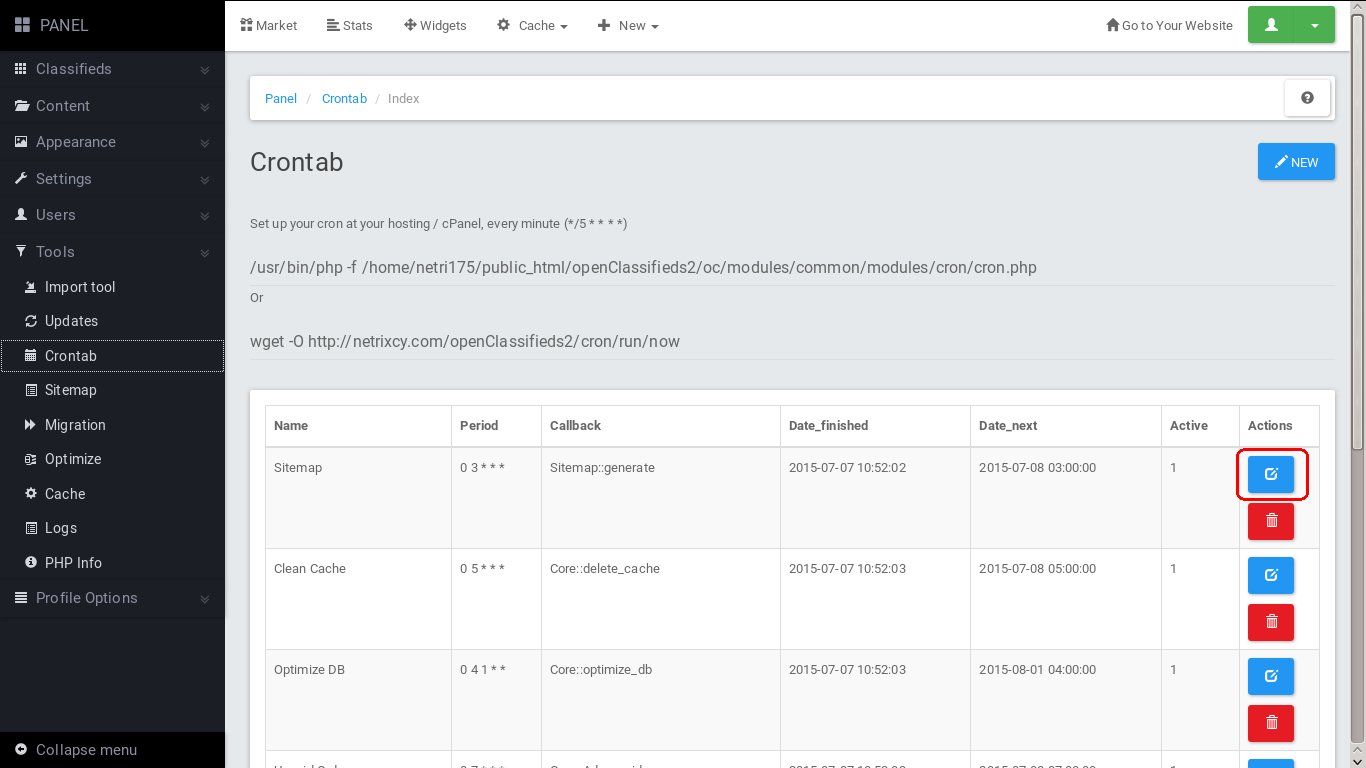 PANEL
Market
Stats
Widgets
Cache
New
Go to Your Website
Classifieds
Content
Appearance
Settings
Users
Tools
Import tool
Updates
Crontab
Sitemap
Migration
Optimize
Cache
Logs
PHP Info
Profile Options
Collapse menu
Panel / Crontab / Index
Crontab
NEW
Set up your cron at your hosting / cPanel, every minute (*/5 * * * *)
/usr/bin/php -f /home/netri175/public_html/openClassifieds2/oc/modules/common/modules/cron/cron.php
Or
wget -O http://netrixcy.com/openClassifieds2/cron/run/now
Name Period Callback Date_finished Date_next Active Actions
Sitemap 0 3 * * * Sitemap::generate 2015-07-07 10:52:02 2015-07-08 03:00:00 1
Clean Cache 0 5 * * * Core::delete_cache 2015-07-07 10:52:03 2015-07-08 05:00:00 1
Optimize DB 0 4 1 * * Core::optimize_db 2015-07-07 10:52:03 2015-08-01 04:00:00 1